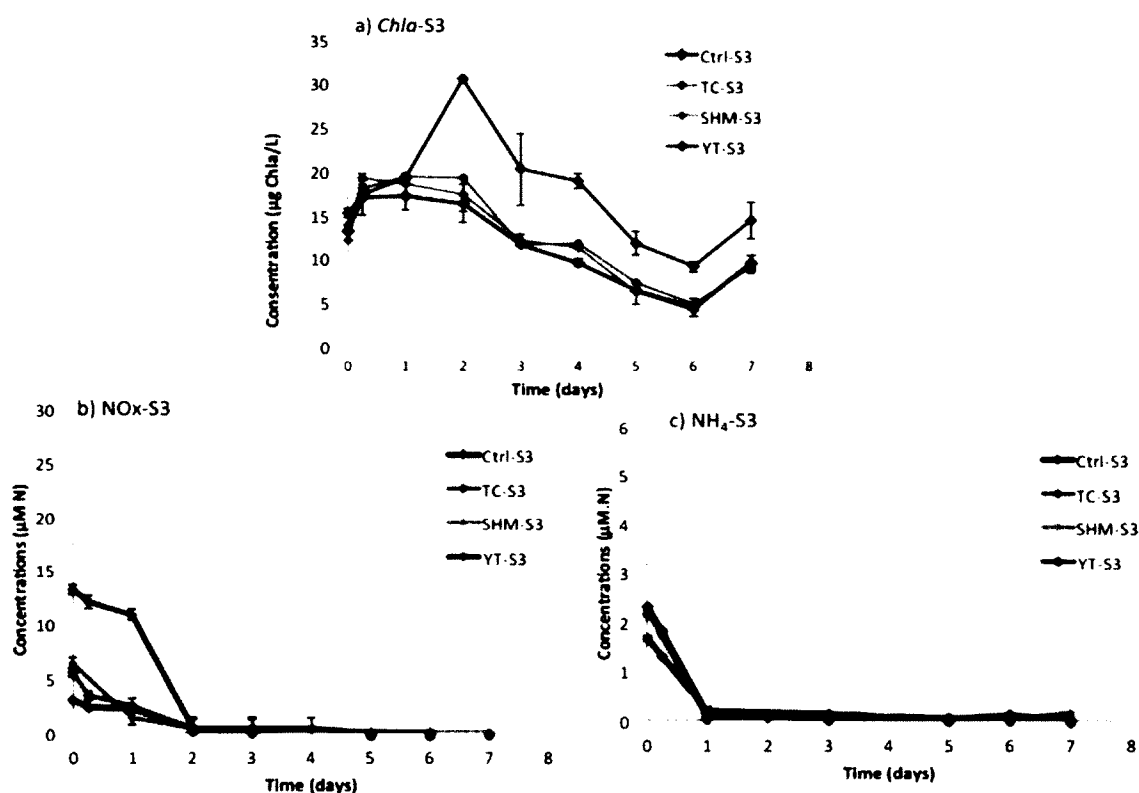 a) Chla-S3
35
30
25
20
15
10
5
0
Consentration (µg Chla/L)
0 1 2 3 4 5 6 7 8
Time (days)
Ctrl-S3
TC-S3
SHM-S3
YT-S3
b) NOx-S3
30
25
20
15
10
5
0
Concentrations (µM N)
0 1 2 3 4 5 6 7 8
Time (days)
Ctrl-S3
TC-S3
SHM-S3
YT-S3
c) NH₄-S3
6
5
4
3
2
1
0
Concentrations (µM.N)
0 1 2 3 4 5 6 7 8
Time (days)
Ctrl-S3
TC-S3
SHM-S3
YT-S3